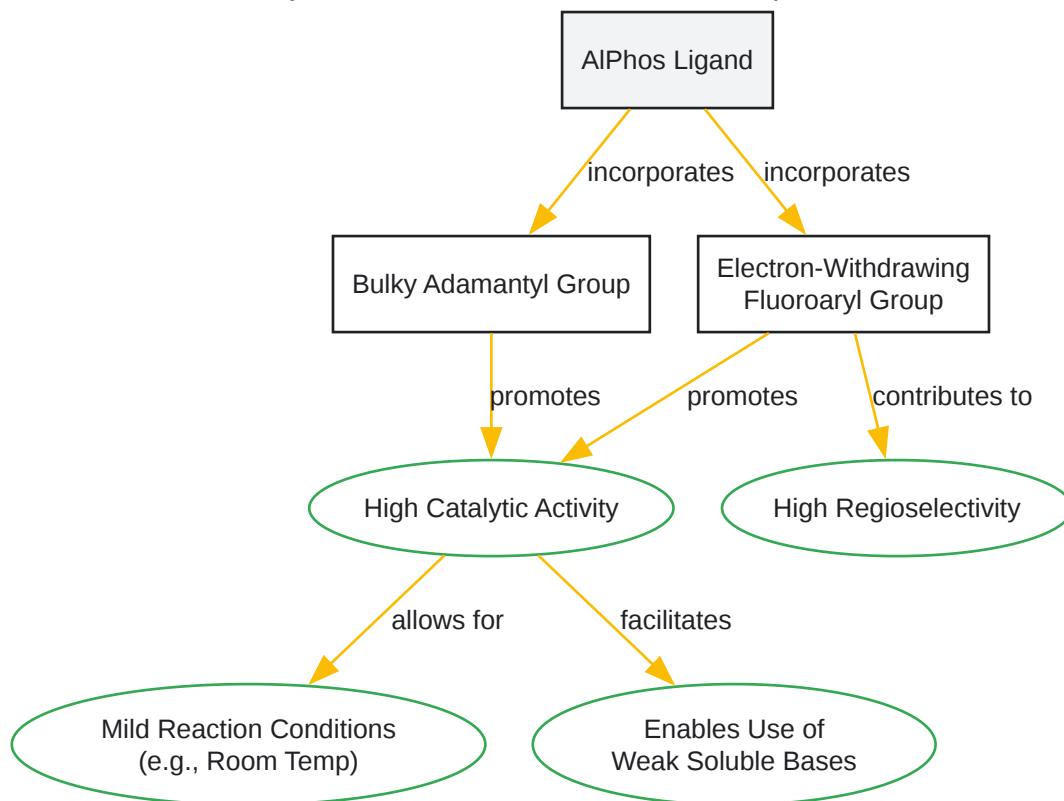 AlPhos Ligand
incorporates
incorporates
Bulky Adamantyl Group
Electron-Withdrawing
Fluoroaryl Group
promotes
promotes
contributes to
High Catalytic Activity
High Regioselectivity
allows for
facilitates
Mild Reaction Conditions
(e.g., Room Temp)
Enables Use of
Weak Soluble Bases